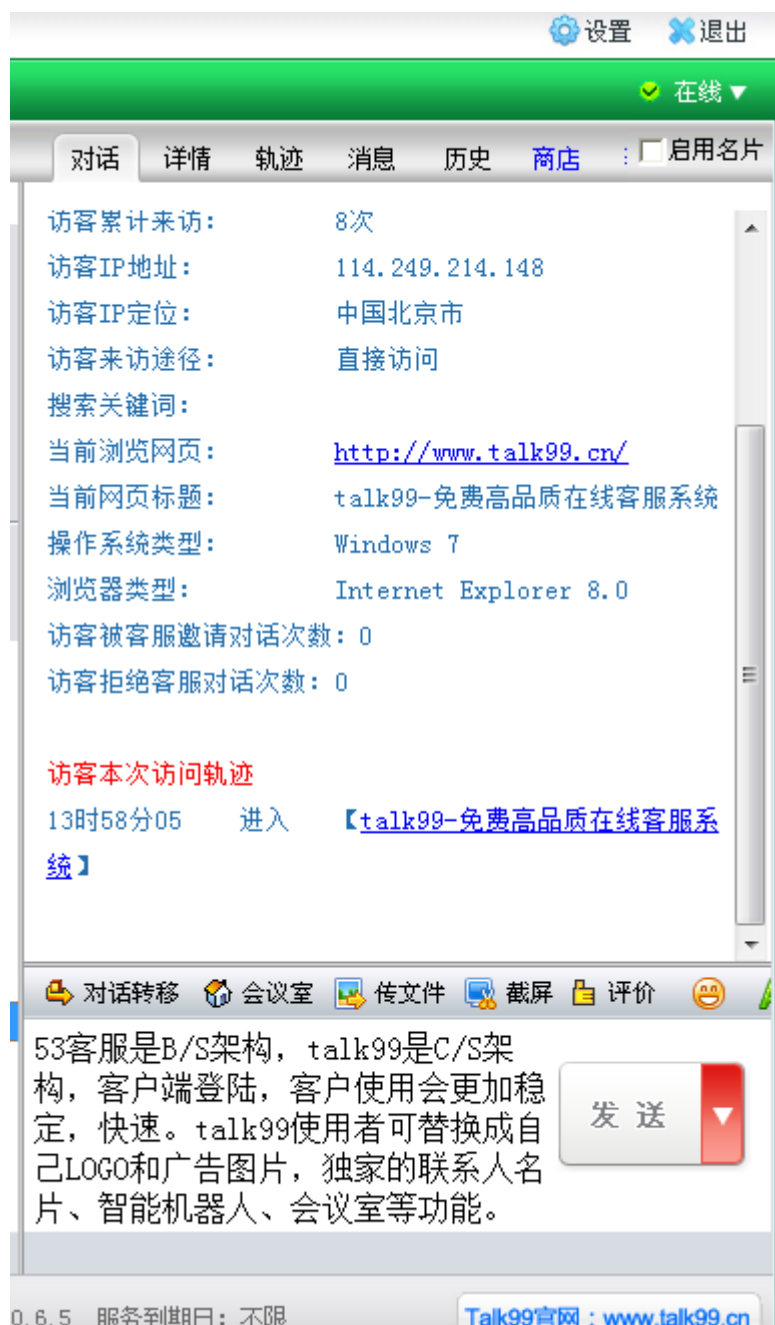 设置 退出
在线
对话 详情 轨迹 消息 历史 商店 启用名片
访客累计来访: 8次
访客IP地址: 114.249.214.148
访客IP定位: 中国北京市
访客来访途径: 直接访问
搜索关键词:
当前浏览网页: http://www.talk99.cn/
当前网页标题: talk99-免费高品质在线客服系统
操作系统类型: Windows 7
浏览器类型: Internet Explorer 8.0
访客被客服邀请对话次数: 0
访客拒绝客服对话次数: 0
访客本次访问轨迹
13时58分05 进入 【talk99-免费高品质在线客服系
统】
对话转移 会议室 传文件 截屏 评价
53客服是B/S架构, talk99是C/S架
构, 客户端登陆, 客户使用会更加稳
定, 快速。talk99使用者可替换成自
己LOGO和广告图片, 独家的联系人名
片、智能机器人、会议室等功能。
发 送
0.6.5 服务到期日: 不限 Talk99官网:www.talk99.cn